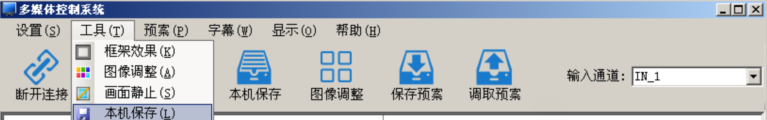 多媒体控制系统
设置(S) 工具(T) 预案(P) 字幕(W) 显示(O) 帮助(H)
框架效果(K)
图像调整(A)
画面静止(S)
本机保存(L)
断开连接 本机保存 图像调整 保存预案 调取预案 输入通道: IN_1